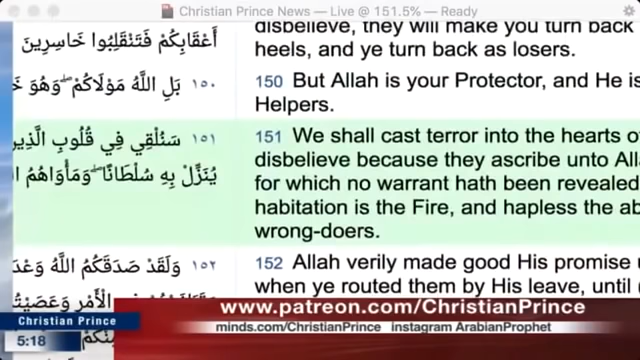 Christian Prince News — Live @ 151.5% — Ready
أَعْقَابِكُمْ فَتَنْقَلِبُوا خَاسِرِينَ
disbelieve, they will make you turn back
heels, and ye turn back as losers.
١٥٠ بَلِ اللَّهُ مَوْلَاكُمْ ۖ وَهُوَ
150 But Allah is your Protector, and He is
Helpers.
١٥١ سَنُلْقِي فِي قُلُوبِ الَّذِينَ
يُنَزِّلْ بِهِ سُلْطَانًا ۖ وَمَأْوَاهُمُ
151 We shall cast terror into the hearts of
disbelieve because they ascribe unto
for which no warrant hath been revealed
habitation is the Fire, and hapless the
wrong-doers.
١٥٢ وَلَقَدْ صَدَقَكُمُ اللَّهُ
152 Allah verily made good His promise
when ye routed them by His leave, until
الْأَمْرِ
www.patreon.com/ChristianPrince
Christian Prince
minds.com/ChristianPrince instagram ArabianProphet
5:18